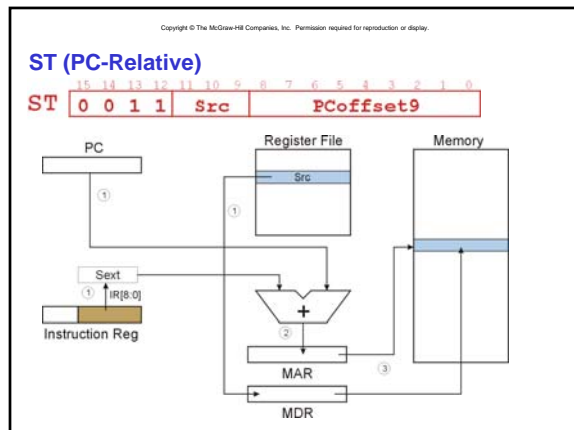 Copyright © The McGraw-Hill Companies, Inc. Permission required for reproduction or display.
ST (PC-Relative)
15 14 13 12 11 10 9 8 7 6 5 4 3 2 1 0
ST 0 0 1 1 Src PCoffset9
PC
Register File
Memory
Src
1
1
Sext
1
IR[8:0]
+
Instruction Reg
2
MAR
3
MDR